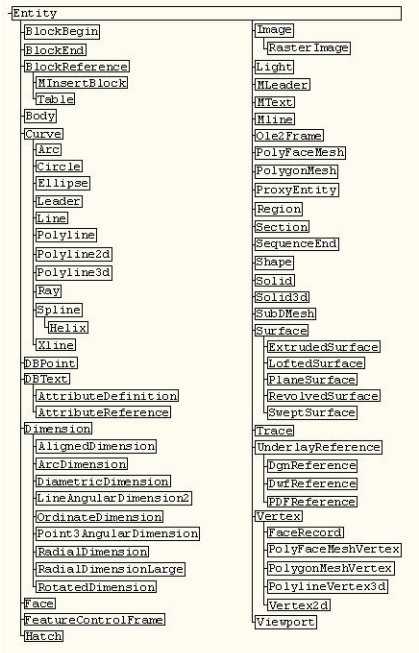 Entity
BlockBegin
BlockEnd
BlockReference
MInsertBlock
Table
Body
Curve
Arc
Circle
Ellipse
Leader
Line
Polyline
Polyline2d
Polyline3d
Ray
Spline
Helix
Xline
DBPoint
DBText
AttributeDefinition
AttributeReference
Dimension
AlignedDimension
ArcDimension
DiametricDimension
LineAngularDimension2
OrdinateDimension
Point3AngularDimension
RadialDimension
RadialDimensionLarge
RotatedDimension
Face
FeatureControlFrame
Hatch
Image
RasterImage
Light
MLeader
MText
Mline
Ole2Frame
PolyFaceMesh
PolygonMesh
ProxyEntity
Region
Section
SequenceEnd
Shape
Solid
Solid3d
SubDMesh
Surface
ExtrudedSurface
LoftedSurface
PlaneSurface
RevolvedSurface
SweptSurface
Trace
UnderlayReference
DgnReference
DwfReference
PDFReference
Vertex
FaceRecord
PolyFaceMeshVertex
PolygonMeshVertex
PolylineVertex3d
Vertex2d
Viewport